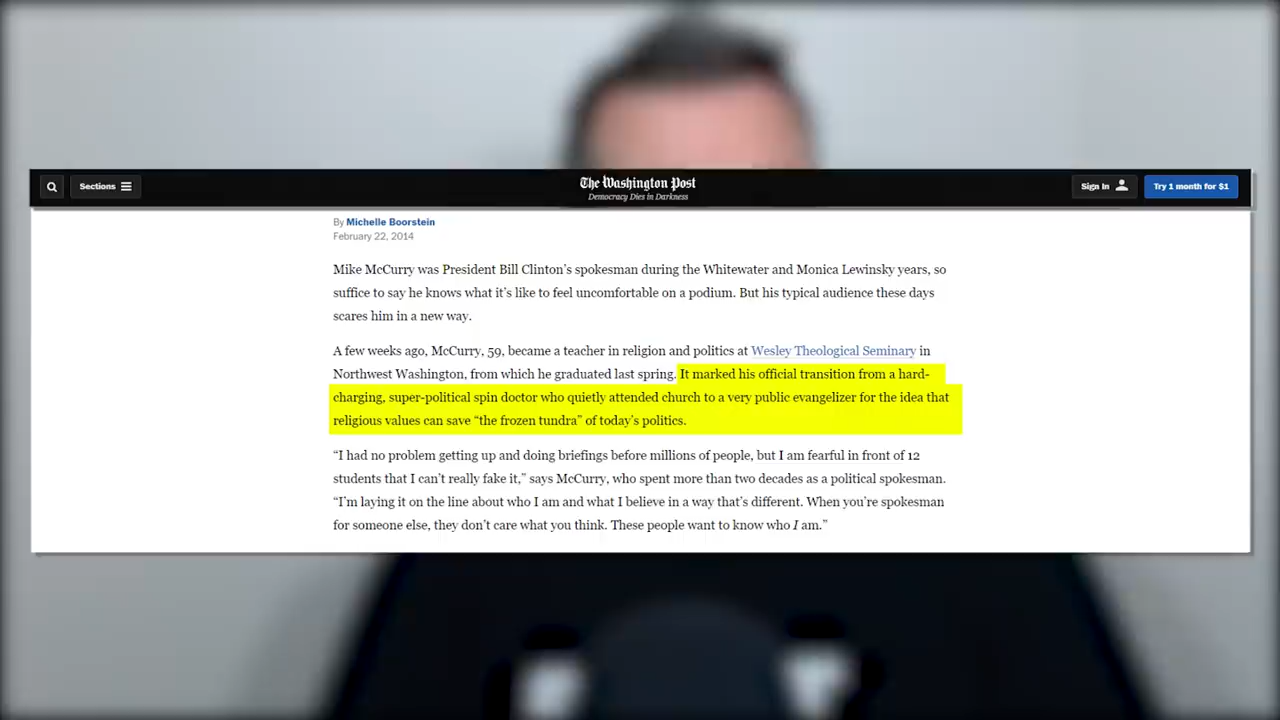 Sections
The Washington Post
Democracy Dies in Darkness
Sign In
Try 1 month for $1
By Michelle Boorstein
February 22, 2014
Mike McCurry was President Bill Clinton’s spokesman during the Whitewater and Monica Lewinsky years, so
suffice to say he knows what it’s like to feel uncomfortable on a podium. But his typical audience these days
scares him in a new way.
A few weeks ago, McCurry, 59, became a teacher in religion and politics at Wesley Theological Seminary in
Northwest Washington, from which he graduated last spring. It marked his official transition from a hard-
charging, super-political spin doctor who quietly attended church to a very public evangelizer for the idea that
religious values can save “the frozen tundra” of today’s politics.
“I had no problem getting up and doing briefings before millions of people, but I am fearful in front of 12
students that I can’t really fake it,” says McCurry, who spent more than two decades as a political spokesman.
“I’m laying it on the line about who I am and what I believe in a way that’s different. When you’re spokesman
for someone else, they don’t care what you think. These people want to know who I am.”